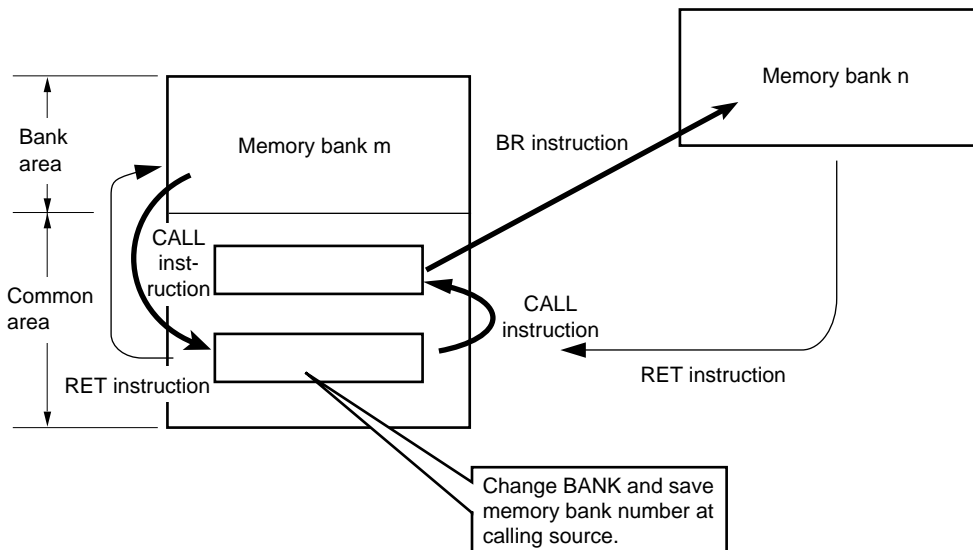 Memory bank n
Bank
area
Memory bank m
BR instruction
CALL
inst-
ruction
Common
area
CALL
instruction
RET instruction
RET instruction
Change BANK and save
memory bank number at
calling source.